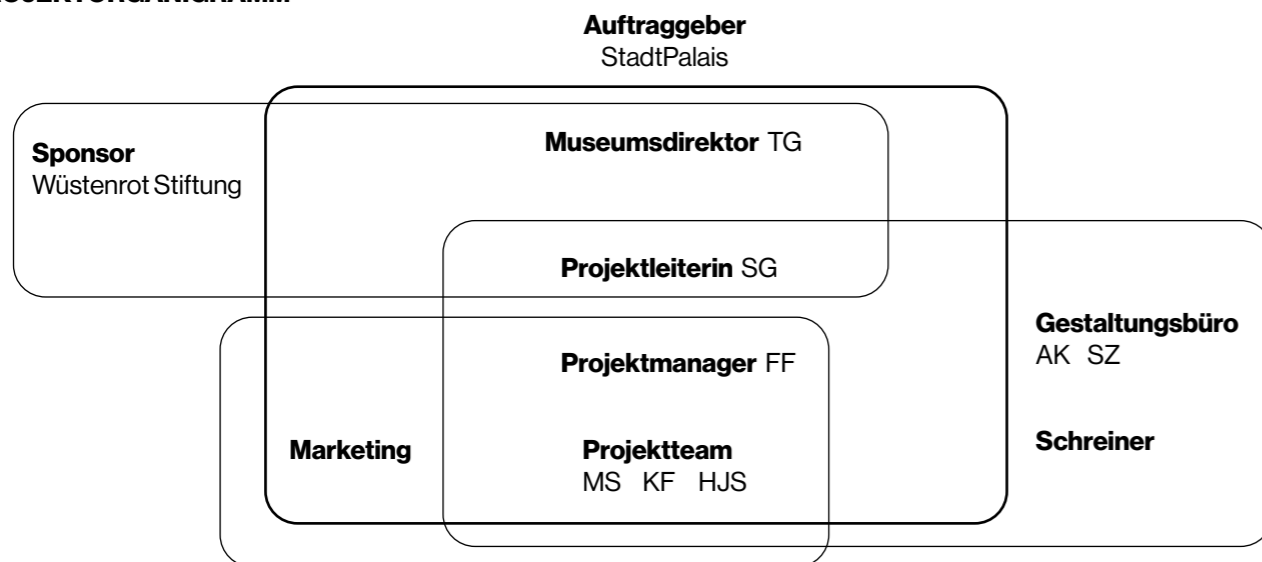 Auftraggeber
StadtPalais
Museumsdirektor TG
Sponsor
Wüstenrot Stiftung
Projektleiterin SG
Gestaltungsbüro
AK SZ
Projektmanager FF
Marketing
Projektteam
Schreiner
MS KF HJS